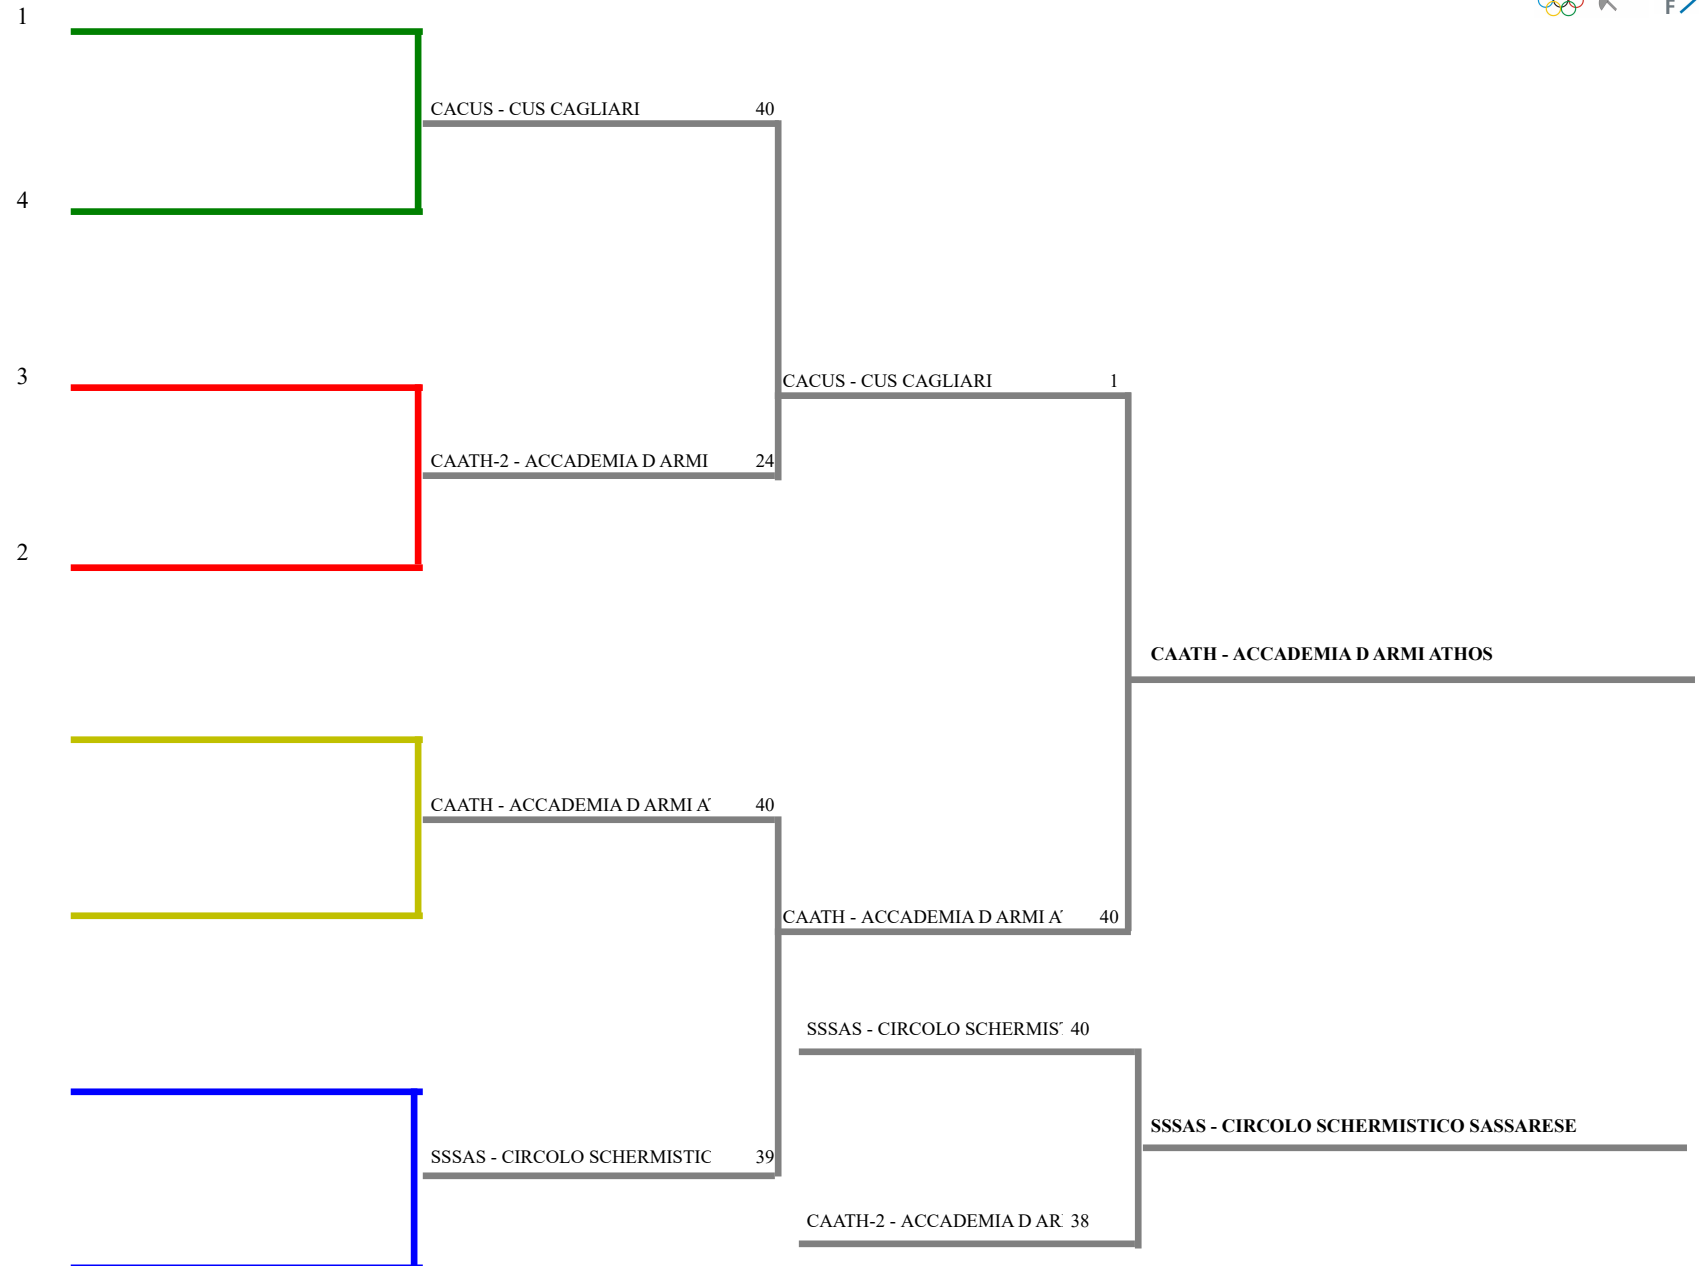 1
F
CACUS - CUS CAGLIARI 40
4
3
CACUS - CUS CAGLIARI 1
CAATH-2 - ACCADEMIA D ARMI 24
2
CAATH - ACCADEMIA D ARMI ATHOS
CAATH - ACCADEMIA D ARMI A 40
CAATH - ACCADEMIA D ARMI A 40
SSSAS - CIRCOLO SCHERMIS 40
SSSAS - CIRCOLO SCHERMISTICO SASSARESE
SSSAS - CIRCOLO SCHERMISTIC 39
CAATH-2 - ACCADEMIA D AR 38